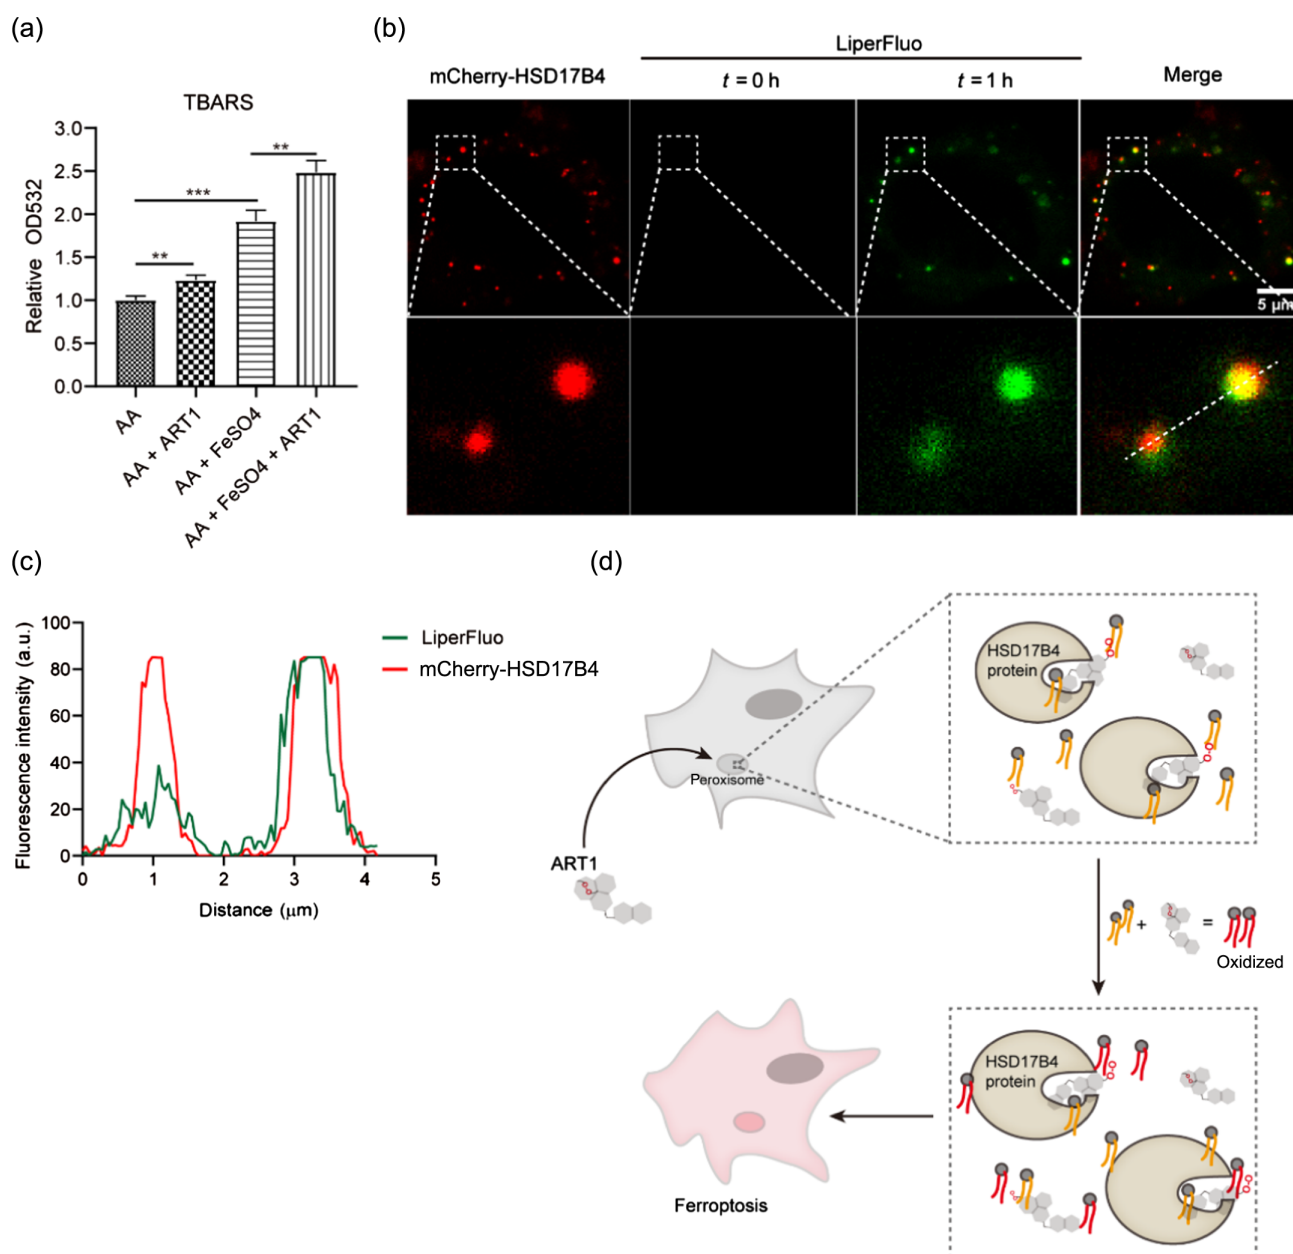 (a)
TBARS
Relative OD532
3.0
2.5
2.0
1.5
1.0
0.5
0.0
**
***
**
AA
AA + ART1
AA + FeSO4
AA + FeSO4 + ART1
(b)
LiperFluo
mCherry-HSD17B4
t = 0 h
t = 1 h
Merge
5 μm
(c)
Fluorescence intensity (a.u.)
100
80
60
40
20
0
0 1 2 3 4 5
Distance (μm)
LiperFluo
mCherry-HSD17B4
(d)
HSD17B4
protein
Peroxisome
ART1
+ =
Oxidized
HSD17B4
protein
Ferroptosis